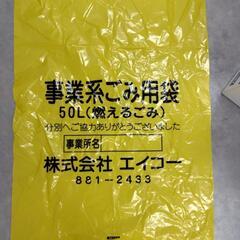 事業系ごみ用袋
50L(燃えるごみ)
分別へご協力ありがとうございました
事業所名
株式会社 エイコー
881-2433